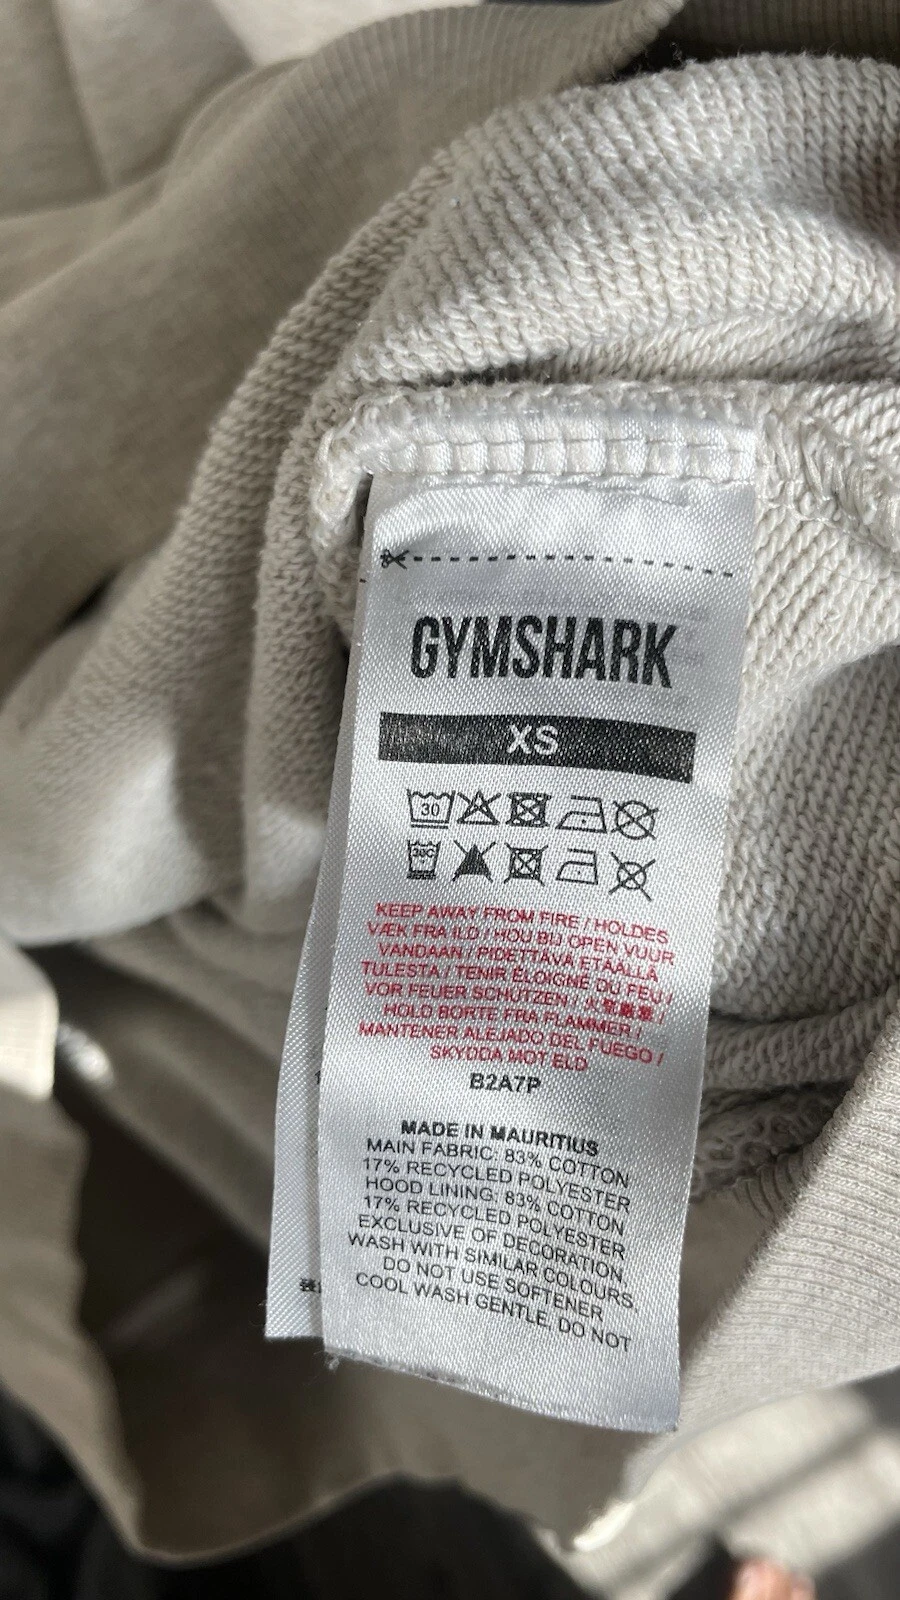 GYMSHARK
XS
30
30C
KEEP AWAY FROM FIRE / HOLDES
VÆK FRA ILD / HOU BIJ OPEN VUUR
VANDAAN / PIDETTÄVÄ ETÄÄLLÄ
TULESTA / TENIR ÉLOIGNÉ DU FEU /
VOR FEUER SCHÜTZEN / /
HOLD BORTE FRA FLAMMER /
MANTENER ALEJADO DEL FUEGO /
SKYDDA MOT ELD
B2A7P
MADE IN MAURITIUS
MAIN FABRIC: 83% COTTON
17% RECYCLED POLYESTER
HOOD LINING: 83% COTTON
17% RECYCLED POLYESTER
EXCLUSIVE OF DECORATION
WASH WITH SIMILAR COLOURS,
DO NOT USE SOFTENER
COOL WASH GENTLE, DO NOT